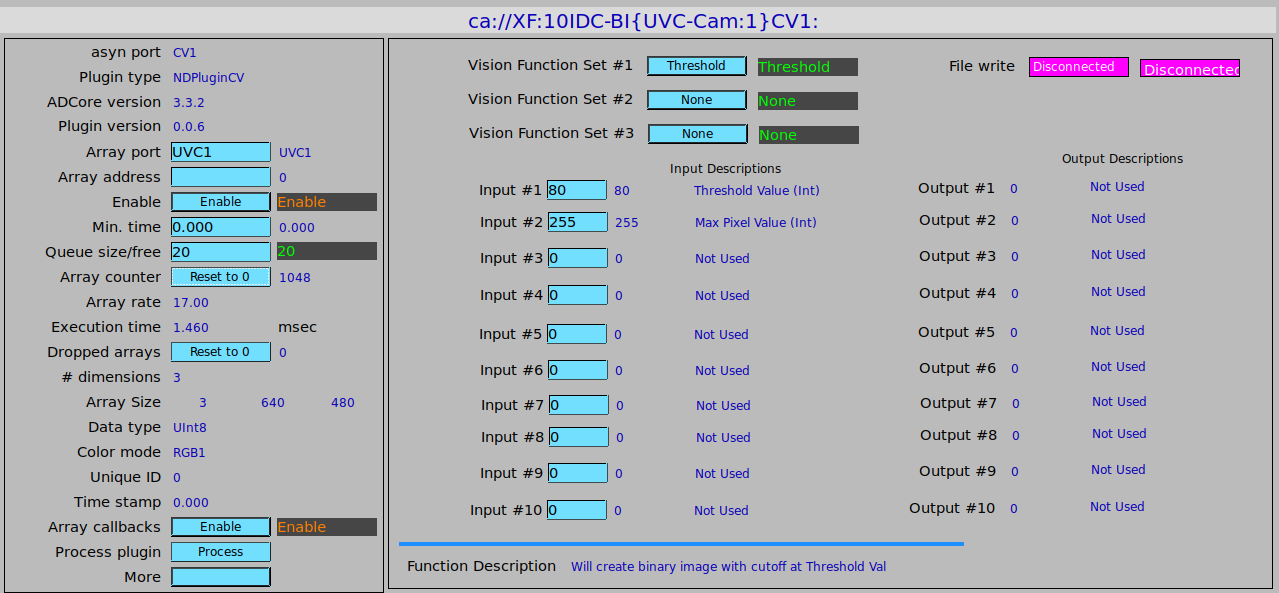 ca://XF:10IDC-BI{UVC-Cam:1}CV1:
asyn port CV1
Plugin type NDPluginCV
ADCore version 3.3.2
Plugin version 0.0.6
Array port UVC1 UVC1
Array address 0
Enable Enable Enable
Min. time 0.000 0.000
Queue size/free 20 20
Array counter Reset to 0 1048
Array rate 17.00
Execution time 1.460 msec
Dropped arrays Reset to 0 0
# dimensions 3
Array Size 3 640 480
Data type UInt8
Color mode RGB1
Unique ID 0
Time stamp 0.000
Array callbacks Enable Enable
Process plugin Process
More
Vision Function Set #1 Threshold Threshold
Vision Function Set #2 None None
Vision Function Set #3 None None
File write Disconnected Disconnected
Input Descriptions
Input #1 80 80 Threshold Value (Int)
Input #2 255 255 Max Pixel Value (Int)
Input #3 0 0 Not Used
Input #4 0 0 Not Used
Input #5 0 0 Not Used
Input #6 0 0 Not Used
Input #7 0 0 Not Used
Input #8 0 0 Not Used
Input #9 0 0 Not Used
Input #10 0 0 Not Used
Output Descriptions
Output #1 0 Not Used
Output #2 0 Not Used
Output #3 0 Not Used
Output #4 0 Not Used
Output #5 0 Not Used
Output #6 0 Not Used
Output #7 0 Not Used
Output #8 0 Not Used
Output #9 0 Not Used
Output #10 0 Not Used
Function Description Will create binary image with cutoff at Threshold Val